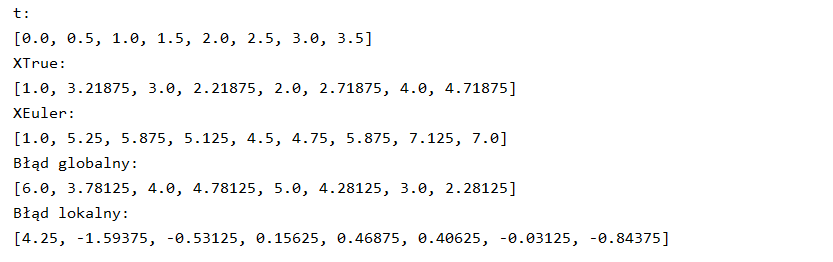 t:
[0.0, 0.5, 1.0, 1.5, 2.0, 2.5, 3.0, 3.5]
XTrue:
[1.0, 3.21875, 3.0, 2.21875, 2.0, 2.71875, 4.0, 4.71875]
XEuler:
[1.0, 5.25, 5.875, 5.125, 4.5, 4.75, 5.875, 7.125, 7.0]
Błąd globalny:
[6.0, 3.78125, 4.0, 4.78125, 5.0, 4.28125, 3.0, 2.28125]
Błąd lokalny:
[4.25, -1.59375, -0.53125, 0.15625, 0.46875, 0.40625, -0.03125, -0.84375]